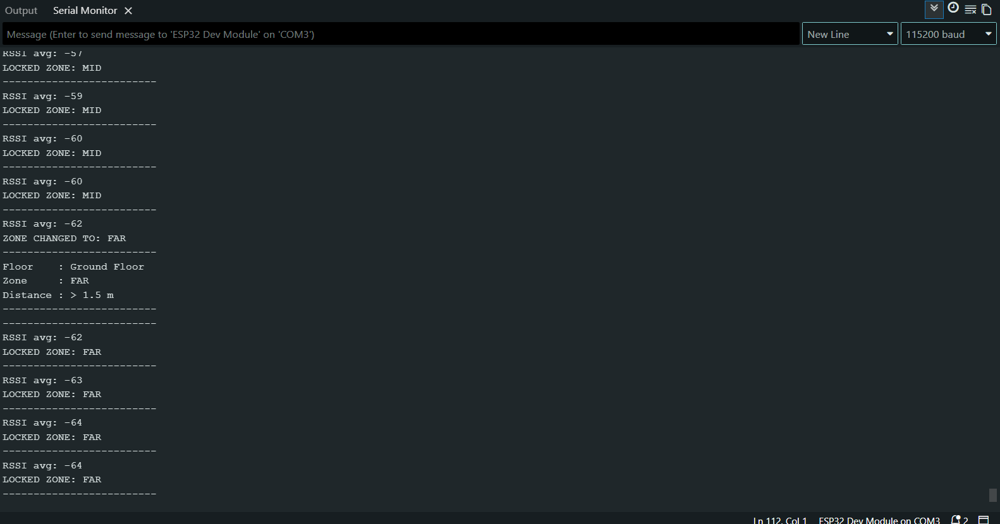 Output Serial Monitor
Message (Enter to send message to 'ESP32 Dev Module' on 'COM3') New Line 115200 baud
RSSI avg: -57
LOCKED ZONE: MID
-------------------------
RSSI avg: -59
LOCKED ZONE: MID
-------------------------
RSSI avg: -60
LOCKED ZONE: MID
-------------------------
RSSI avg: -60
LOCKED ZONE: MID
-------------------------
RSSI avg: -62
ZONE CHANGED TO: FAR
-------------------------
Floor    : Ground Floor
Zone     : FAR
Distance : > 1.5 m
-------------------------
-------------------------
RSSI avg: -62
LOCKED ZONE: FAR
-------------------------
RSSI avg: -63
LOCKED ZONE: FAR
-------------------------
RSSI avg: -64
LOCKED ZONE: FAR
-------------------------
RSSI avg: -64
LOCKED ZONE: FAR
-------------------------
Ln 112, Col 1 ESP32 Dev Module on COM3 2